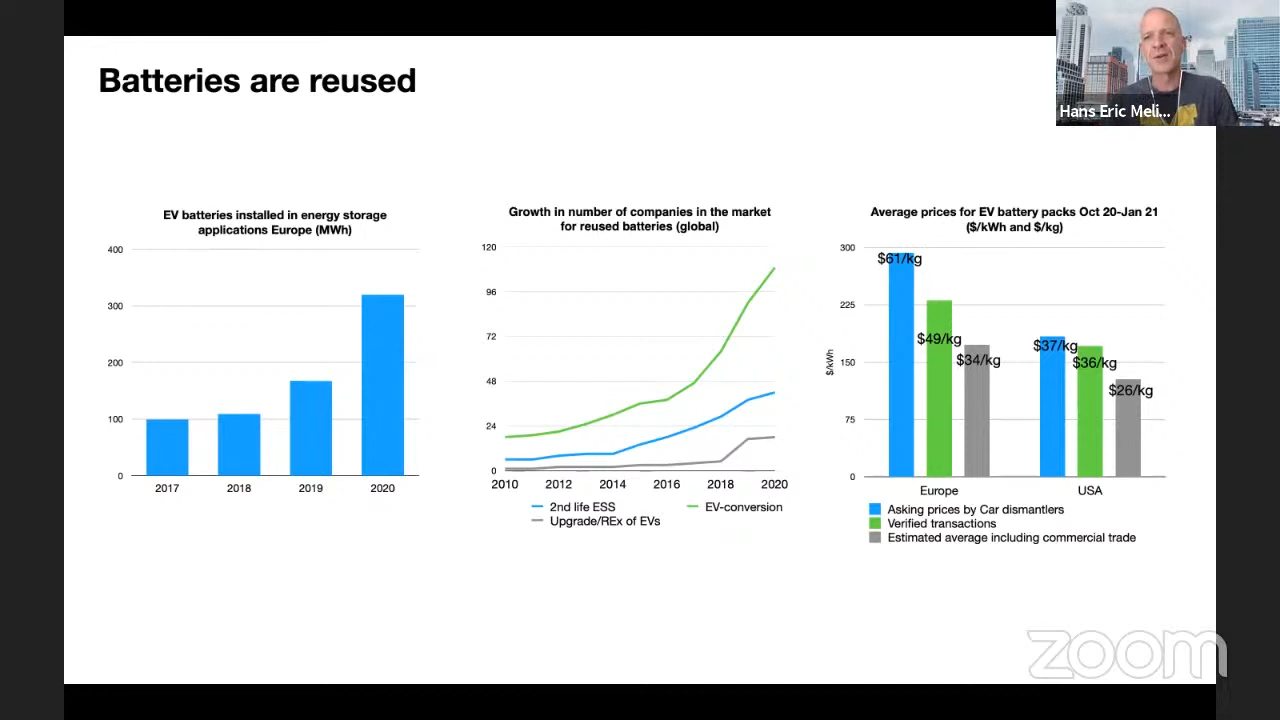 Batteries are reused
Hans Eric Meli...
EV batteries installed in energy storage
applications Europe (MWh)
400
300
200
100
0
2017 2018 2019 2020
Growth in number of companies in the market
for reused batteries (global)
120
96
72
48
24
0
2010 2012 2014 2016 2018 2020
2nd life ESS EV-conversion
Upgrade/REx of EVs
Average prices for EV battery packs Oct 20-Jan 21
($/kWh and $/kg)
300
225
150
75
0
$/kWh
$61/kg
$49/kg
$34/kg
$37/kg
$36/kg
$26/kg
Europe USA
Asking prices by Car dismantlers
Verified transactions
Estimated average including commercial trade
zoom